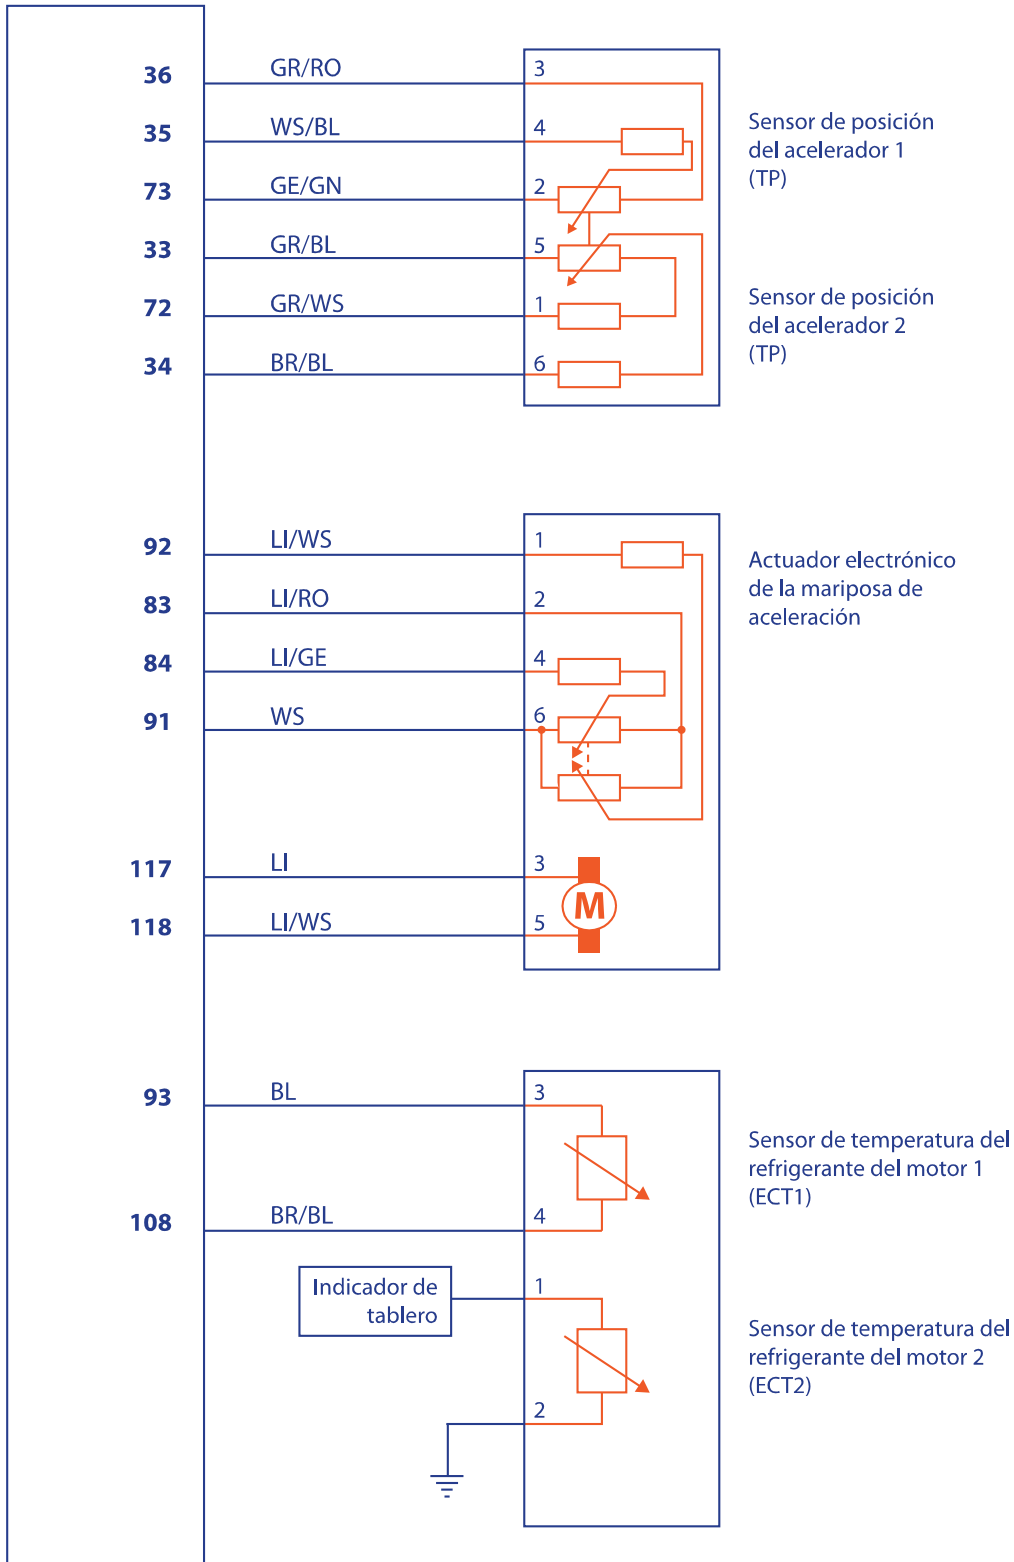 36 GR/RO 3
35 WS/BL 4
73 GE/GN 2
33 GR/BL 5
72 GR/WS 1
34 BR/BL 6
Sensor de posición
del acelerador 1
(TP)
Sensor de posición
del acelerador 2
(TP)
92 LI/WS 1
83 LI/RO 2
84 LI/GE 4
91 WS 6
117 LI 3
118 LI/WS 5
M
Actuador electrónico
de la mariposa de
aceleración
93 BL 3
108 BR/BL 4
Sensor de temperatura del
refrigerante del motor 1
(ECT1)
Indicador de
tablero
1
2
Sensor de temperatura del
refrigerante del motor 2
(ECT2)